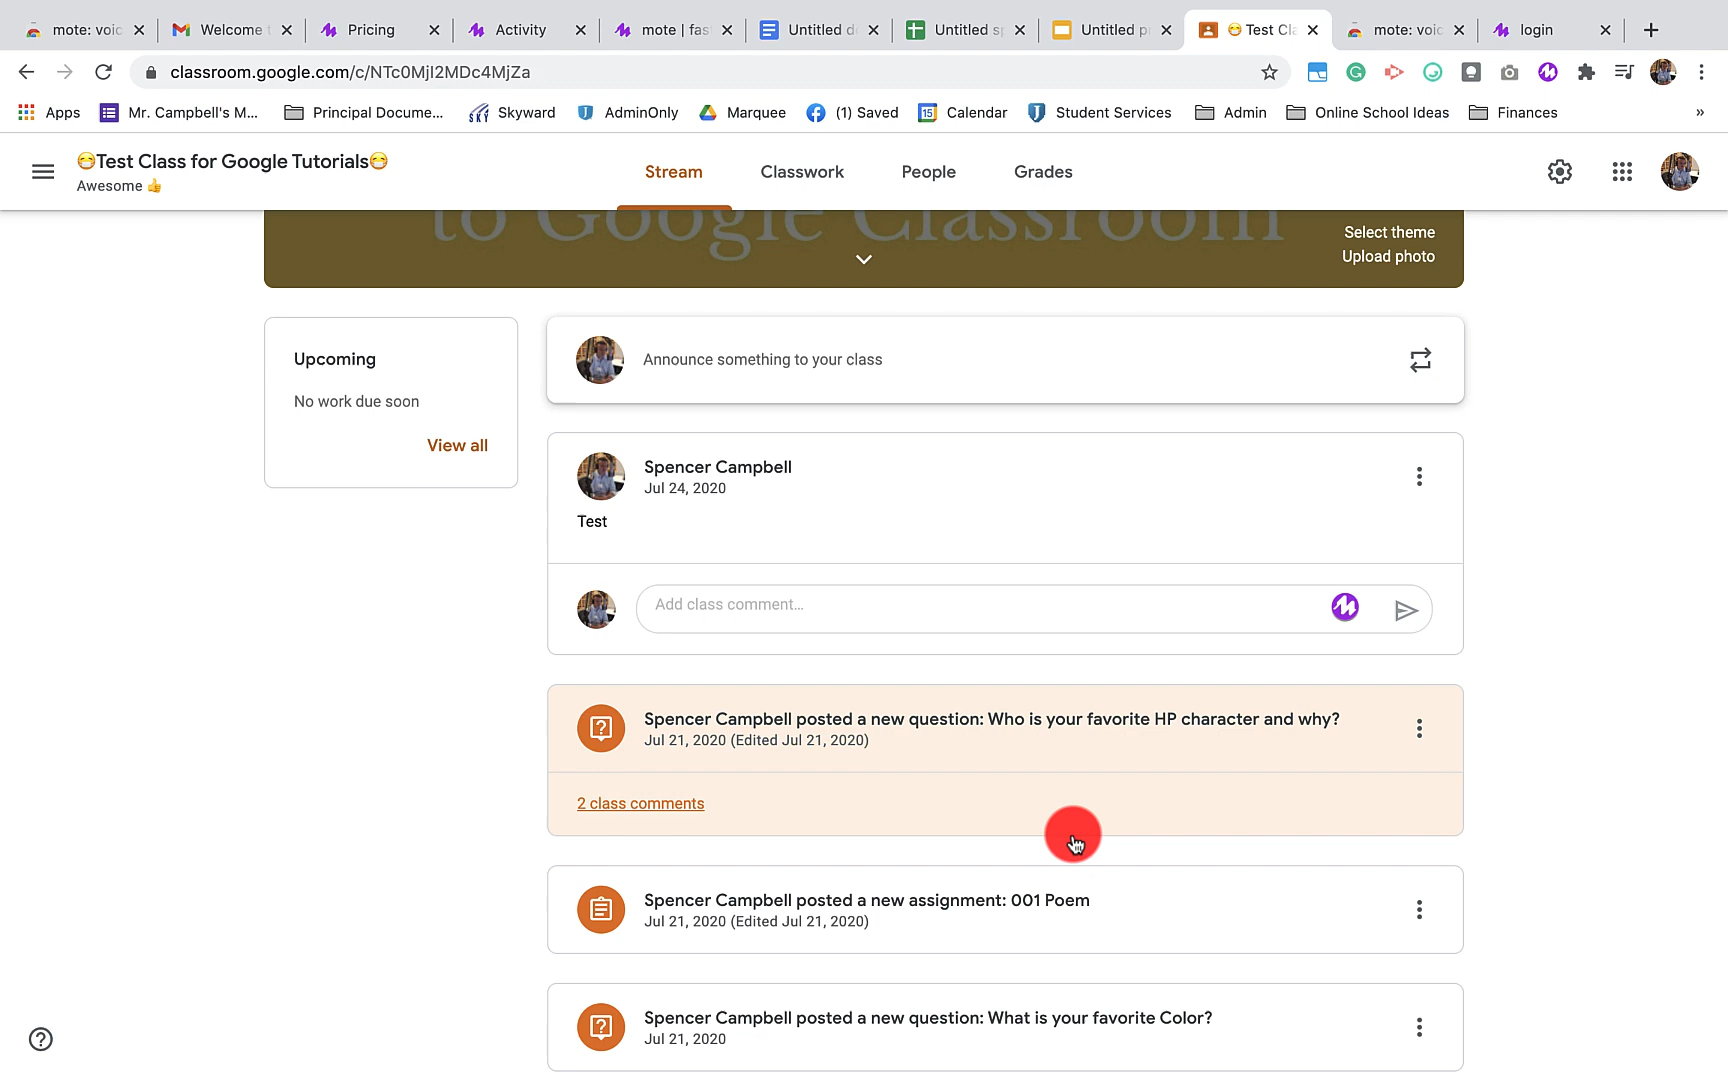 mote: voic
Welcome t
Pricing
Activity
mote | fas
Untitled d
Untitled sp
Untitled p
😷Test Cla
mote: voic
login
classroom.google.com/c/NTc0MjI2MDc4MjZa
Apps
Mr. Campbell's M...
Principal Docume...
Skyward
AdminOnly
Marquee
(1) Saved
15
Calendar
Student Services
Admin
Online School Ideas
Finances
»
😷Test Class for Google Tutorials😷
Awesome 👍
Stream
Classwork
People
Grades
to Google Classroom
Select theme
Upload photo
Upcoming
No work due soon
View all
Announce something to your class
Spencer Campbell
Jul 24, 2020
Test
Add class comment...
Spencer Campbell posted a new question: Who is your favorite HP character and why?
Jul 21, 2020 (Edited Jul 21, 2020)
2 class comments
Spencer Campbell posted a new assignment: 001 Poem
Jul 21, 2020 (Edited Jul 21, 2020)
Spencer Campbell posted a new question: What is your favorite Color?
Jul 21, 2020